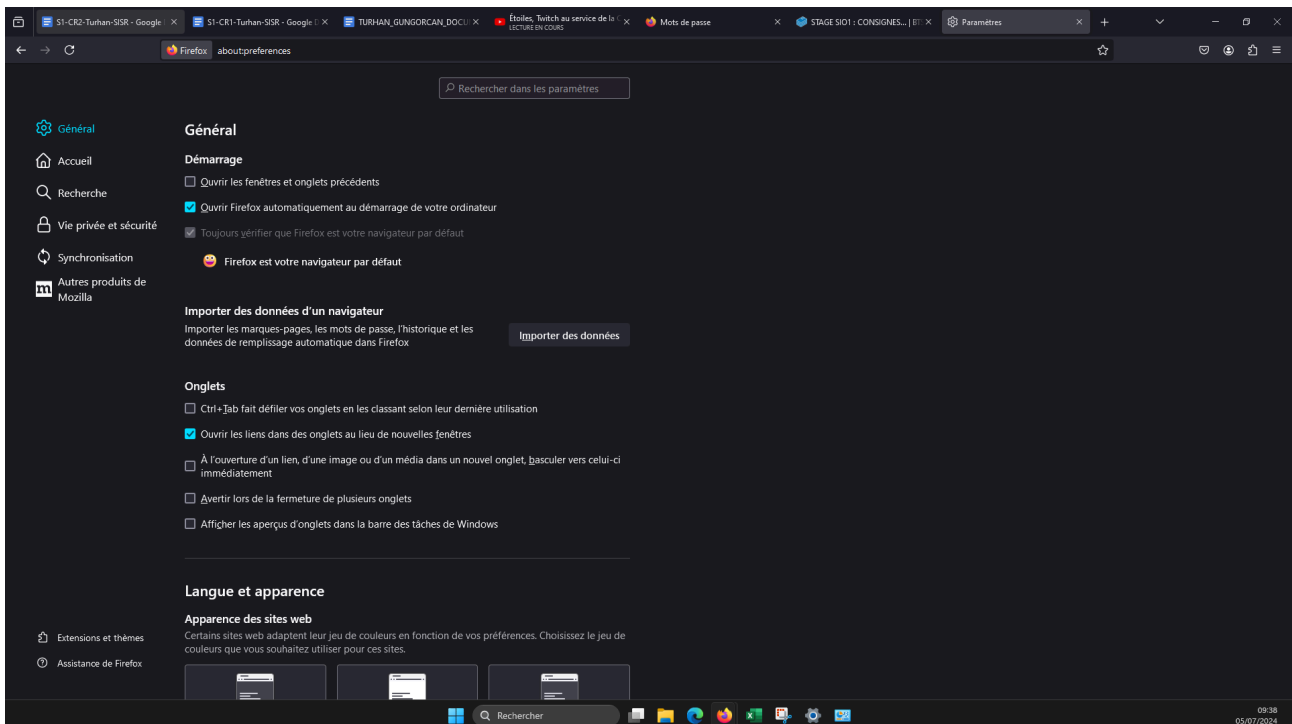 S1-CR2-Turhan-SISR - Google
S1-CR1-Turhan-SISR - Google D
TURHAN_GUNGORCAN_DOCU
Étoiles, Twitch au service de la C
LECTURE EN COURS
Mots de passe
STAGE SIO1 : CONSIGNES... | BT
Paramètres
Firefox about:preferences
Rechercher dans les paramètres
Général
Accueil
Recherche
Vie privée et sécurité
Synchronisation
Autres produits de
Mozilla
Général
Démarrage
Ouvrir les fenêtres et onglets précédents
Ouvrir Firefox automatiquement au démarrage de votre ordinateur
Toujours vérifier que Firefox est votre navigateur par défaut
Firefox est votre navigateur par défaut
Importer des données d'un navigateur
Importer les marques-pages, les mots de passe, l'historique et les
données de remplissage automatique dans Firefox
Importer des données
Onglets
Ctrl+Tab fait défiler vos onglets en les classant selon leur dernière utilisation
Ouvrir les liens dans des onglets au lieu de nouvelles fenêtres
À l'ouverture d'un lien, d'une image ou d'un média dans un nouvel onglet, basculer vers celui-ci
immédiatement
Avertir lors de la fermeture de plusieurs onglets
Afficher les aperçus d'onglets dans la barre des tâches de Windows
Langue et apparence
Apparence des sites web
Certains sites web adaptent leur jeu de couleurs en fonction de vos préférences. Choisissez le jeu de
couleurs que vous souhaitez utiliser pour ces sites.
Extensions et thèmes
Assistance de Firefox
Rechercher
09:38
05/07/2024